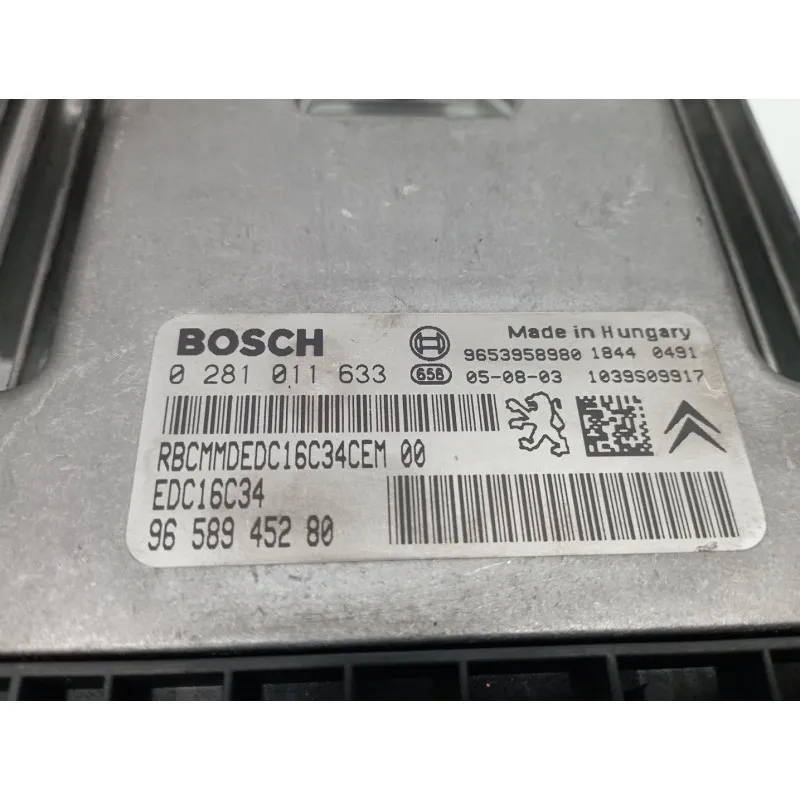 BOSCH
Made in Hungary
9653958980 1844 0491
0 281 011 633
656 05-08-03 1039S09917
RBCMMDEDC16C34CEM 00
EDC16C34
96 589 452 80